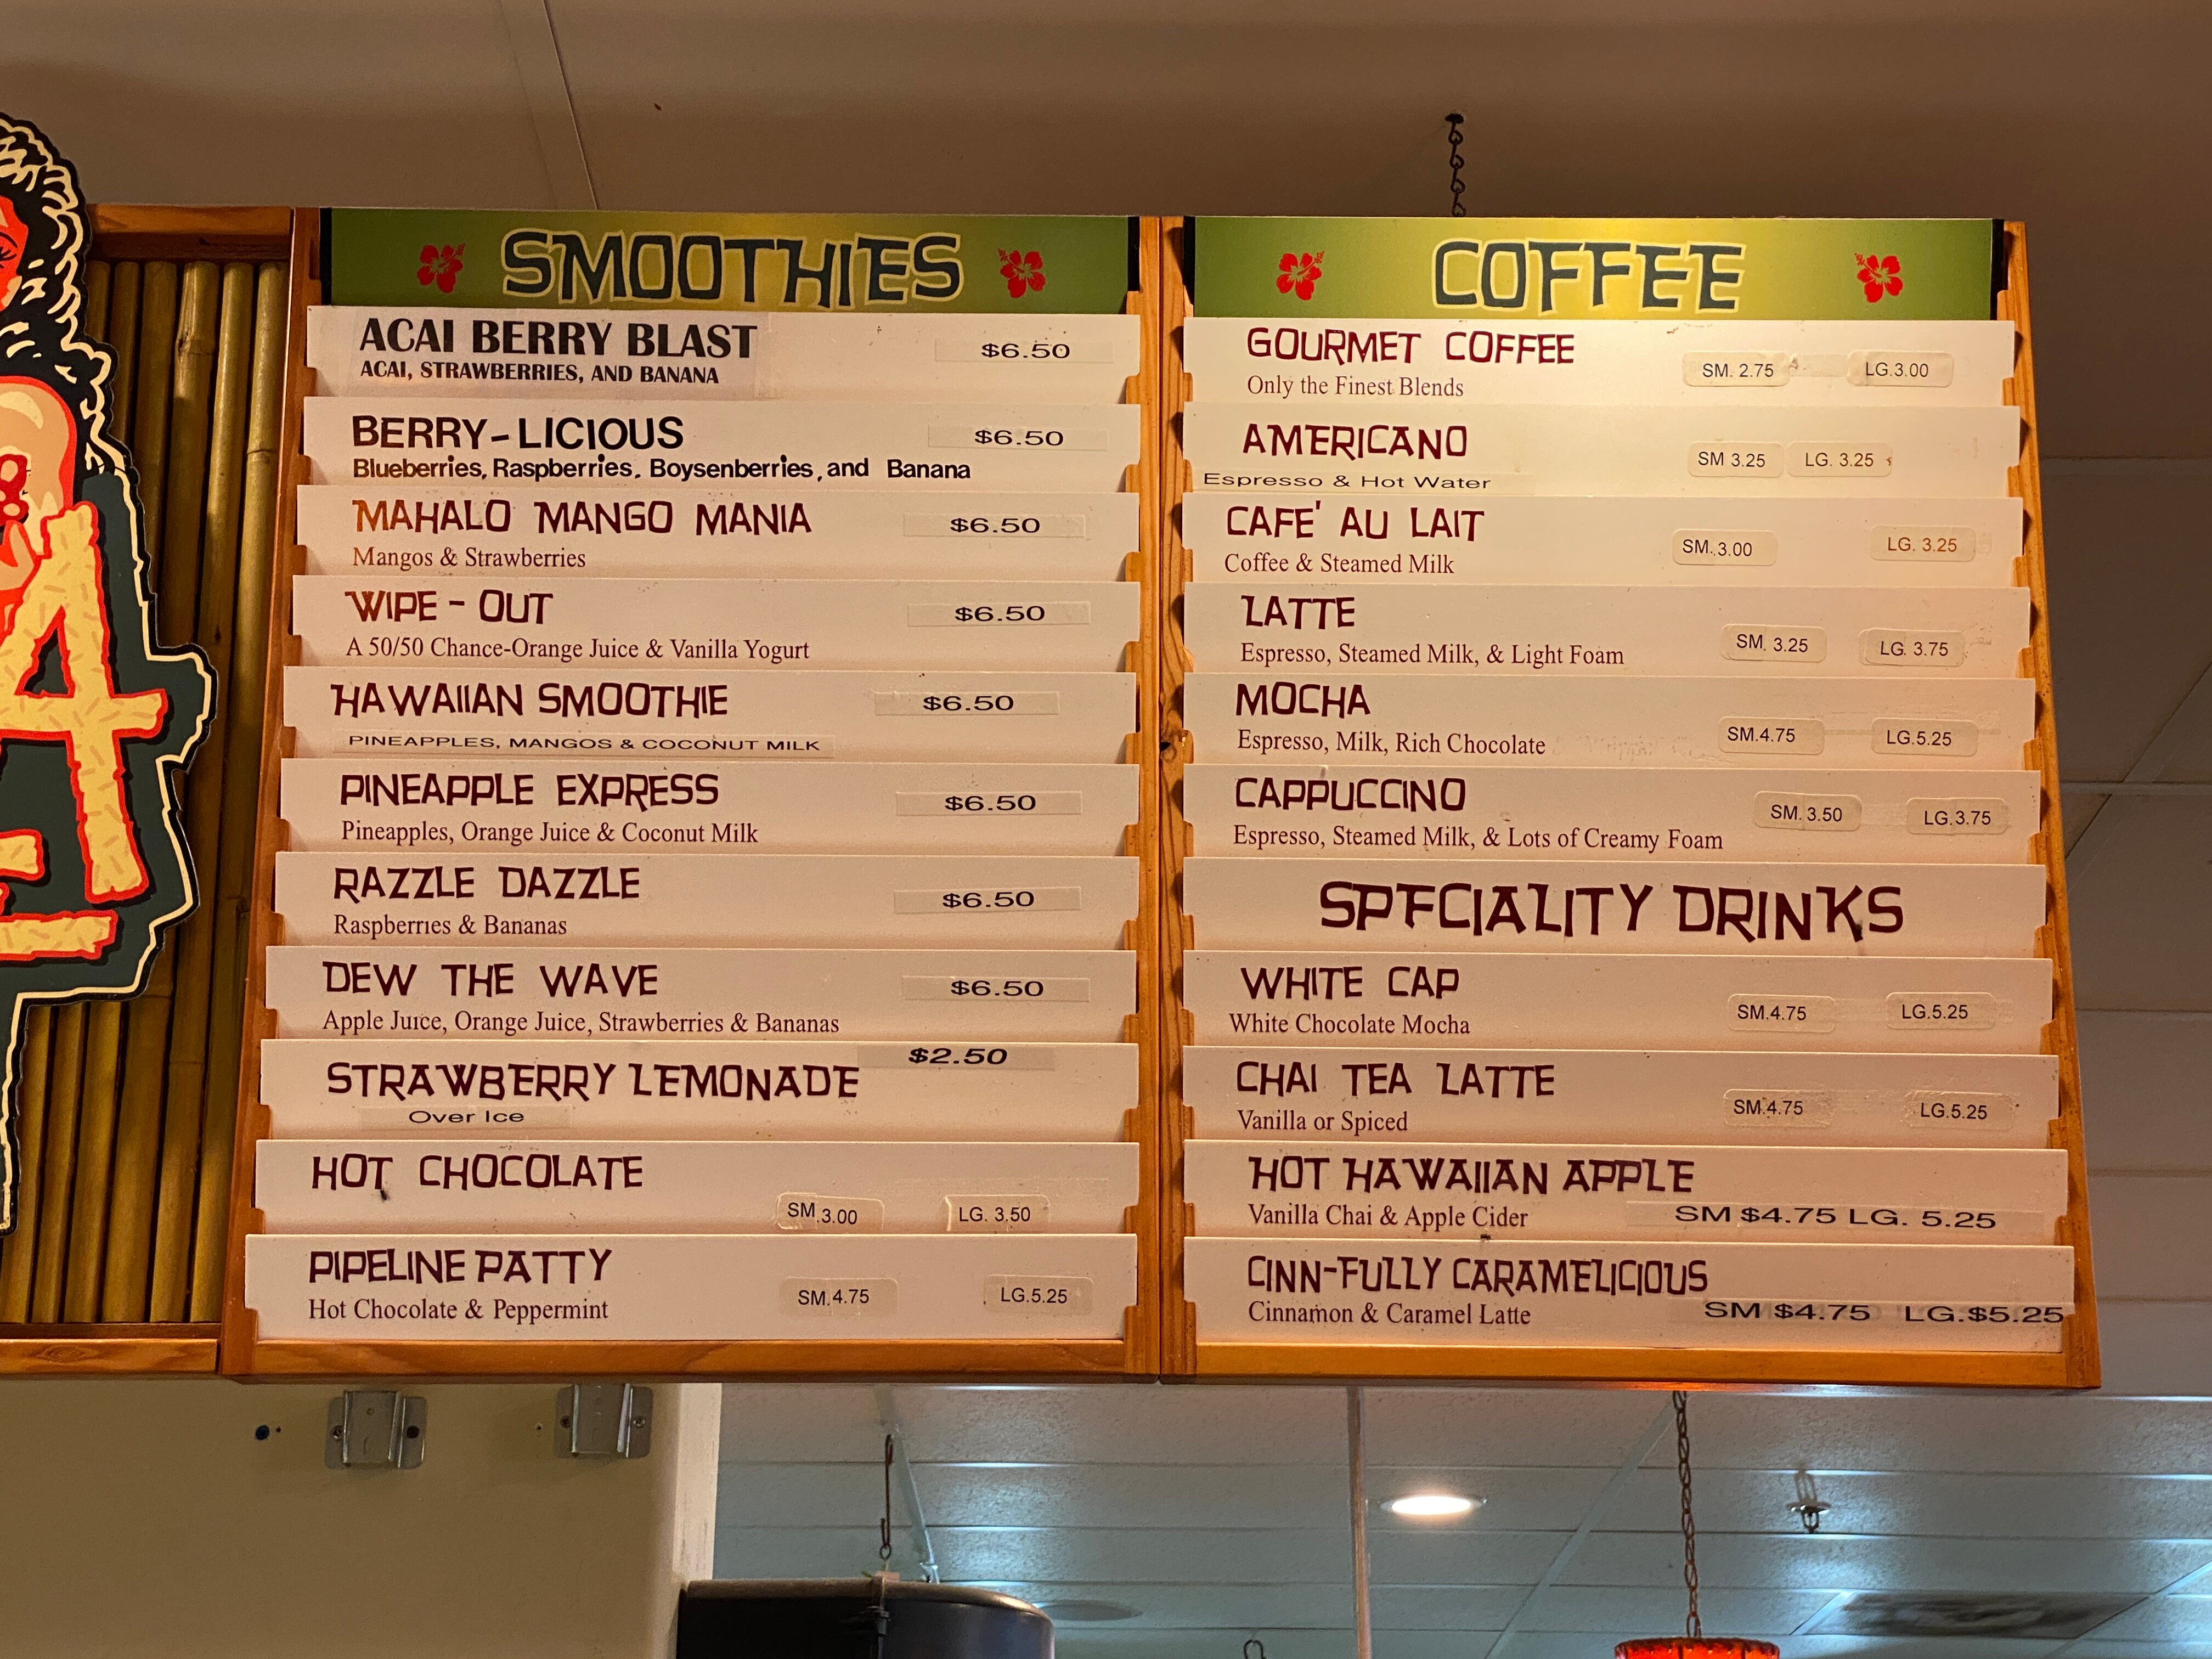 SMOOTHIES
ACAI BERRY BLAST $6.50
ACAI, STRAWBERRIES, AND BANANA
BERRY-LICIOUS $6.50
Blueberries, Raspberries, Boysenberries, and Banana
MAHALO MANGO MANIA $6.50
Mangos & Strawberries
WIPE - OUT $6.50
A 50/50 Chance-Orange Juice & Vanilla Yogurt
HAWAIIAN SMOOTHIE $6.50
PINEAPPLES, MANGOS & COCONUT MILK
PINEAPPLE EXPRESS $6.50
Pineapples, Orange Juice & Coconut Milk
RAZZLE DAZZLE $6.50
Raspberries & Bananas
DEW THE WAVE $6.50
Apple Juice, Orange Juice, Strawberries & Bananas
STRAWBERRY LEMONADE $2.50
Over Ice
HOT CHOCOLATE
SM.3.00 LG. 3.50
PIPELINE PATTY
Hot Chocolate & Peppermint SM.4.75 LG.5.25
COFFEE
GOURMET COFFEE SM. 2.75 LG.3.00
Only the Finest Blends
AMERICANO SM 3.25 LG. 3.25
Espresso & Hot Water
CAFE' AU LAIT SM.3.00 LG. 3.25
Coffee & Steamed Milk
LATTE SM. 3.25 LG. 3.75
Espresso, Steamed Milk, & Light Foam
MOCHA
Espresso, Milk, Rich Chocolate SM.4.75 LG.5.25
CAPPUCCINO SM. 3.50 LG.3.75
Espresso, Steamed Milk, & Lots of Creamy Foam
SPECIALITY DRINKS
WHITE CAP
White Chocolate Mocha SM.4.75 LG.5.25
CHAI TEA LATTE
Vanilla or Spiced SM.4.75 LG.5.25
HOT HAWAIIAN APPLE
Vanilla Chai & Apple Cider SM $4.75 LG. 5.25
CINN-FULLY CARAMELICIOUS
Cinnamon & Caramel Latte SM $4.75 LG.$5.25